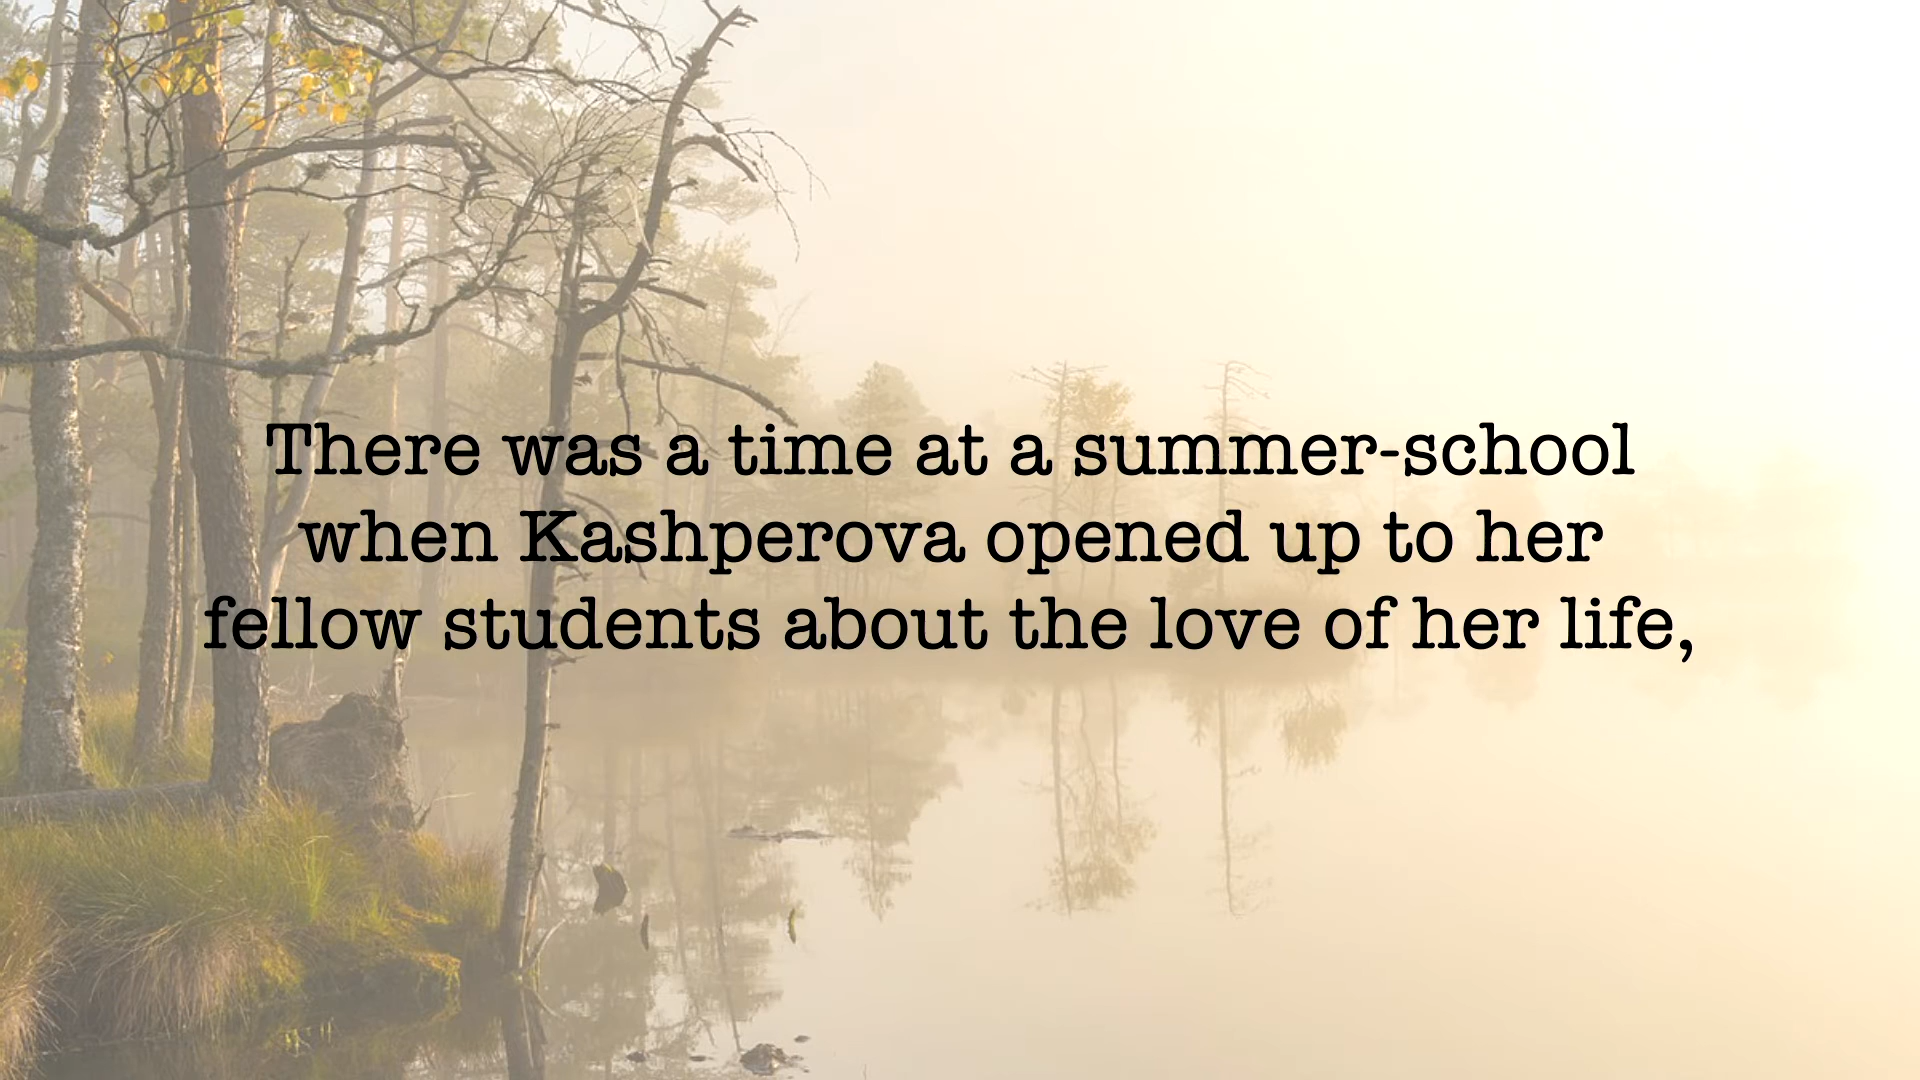 There was a time at a summer-school
when Kashperova opened up to her
fellow students about the love of her life,